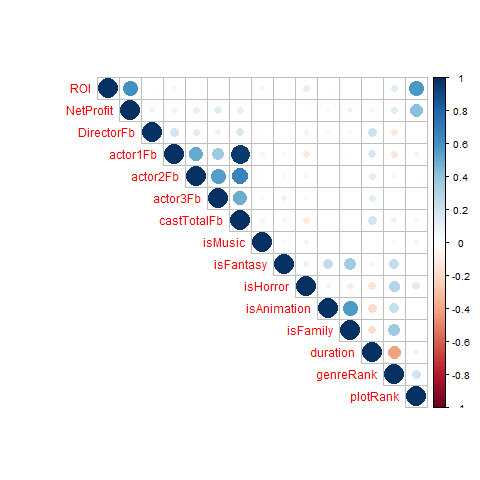 ROI
NetProfit
DirectorFb
actor1Fb
actor2Fb
actor3Fb
castTotalFb
isMusic
isFantasy
isHorror
isAnimation
isFamily
duration
genreRank
plotRank
1
0.8
0.6
0.4
0.2
0
-0.2
-0.4
-0.6
-0.8
-1